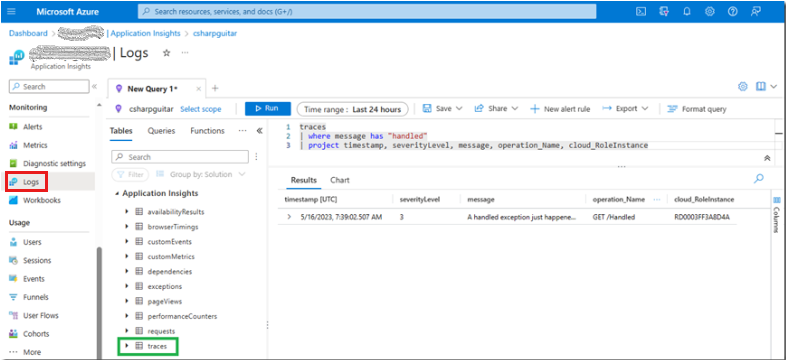 Microsoft Azure
Search resources, services, and docs (G+/)
Dashboard > | Application Insights > csharpguitar
| Logs
Application Insights
Search
Monitoring
Alerts
Metrics
Diagnostic settings
Logs
Workbooks
Usage
Users
Sessions
Events
Funnels
User Flows
Cohorts
More
New Query 1*
csharpguitar Select scope
Run
Time range : Last 24 hours
Save
Share
New alert rule
Export
Format query
Tables Queries Functions ...
Search
Filter
Group by: Solution
Application Insights
availabilityResults
browserTimings
customEvents
customMetrics
dependencies
exceptions
pageViews
performanceCounters
requests
traces
1 traces
2 | where message has "handled"
3 | project timestamp, severityLevel, message, operation_Name, cloud_RoleInstance
Results Chart
timestamp [UTC] severityLevel message operation_Name cloud_RoleInstance
5/16/2023, 7:39:02.507 AM 3 A handled exception just happene... GET /Handled RD0003FF3A8D4A
Columns